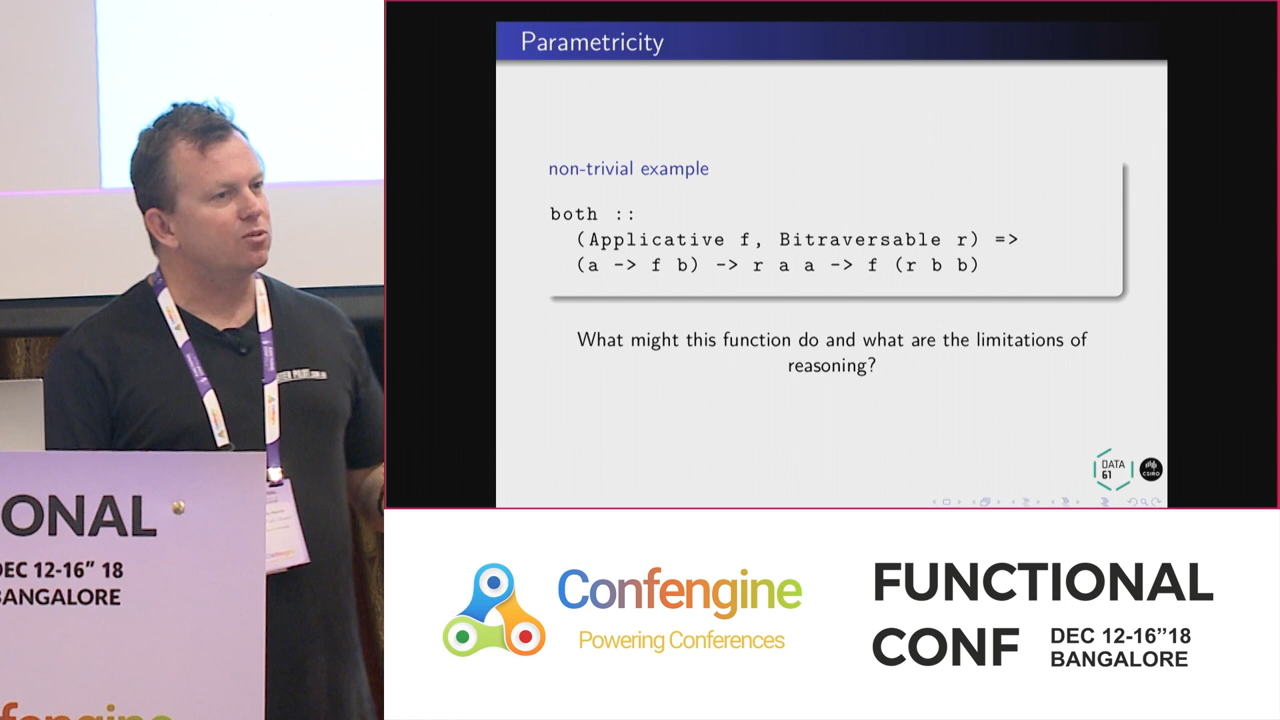 Parametricity
non-trivial example
both ::
(Applicative f, Bitraversable r) =>
(a -> f b) -> r a a -> f (r b b)
What might this function do and what are the limitations of
reasoning?
DATA
61
CSIRO
ONAL
DEC 12-16" 18
BANGALORE
Confengine
Powering Conferences
FUNCTIONAL
CONF
DEC 12-16"18
BANGALORE